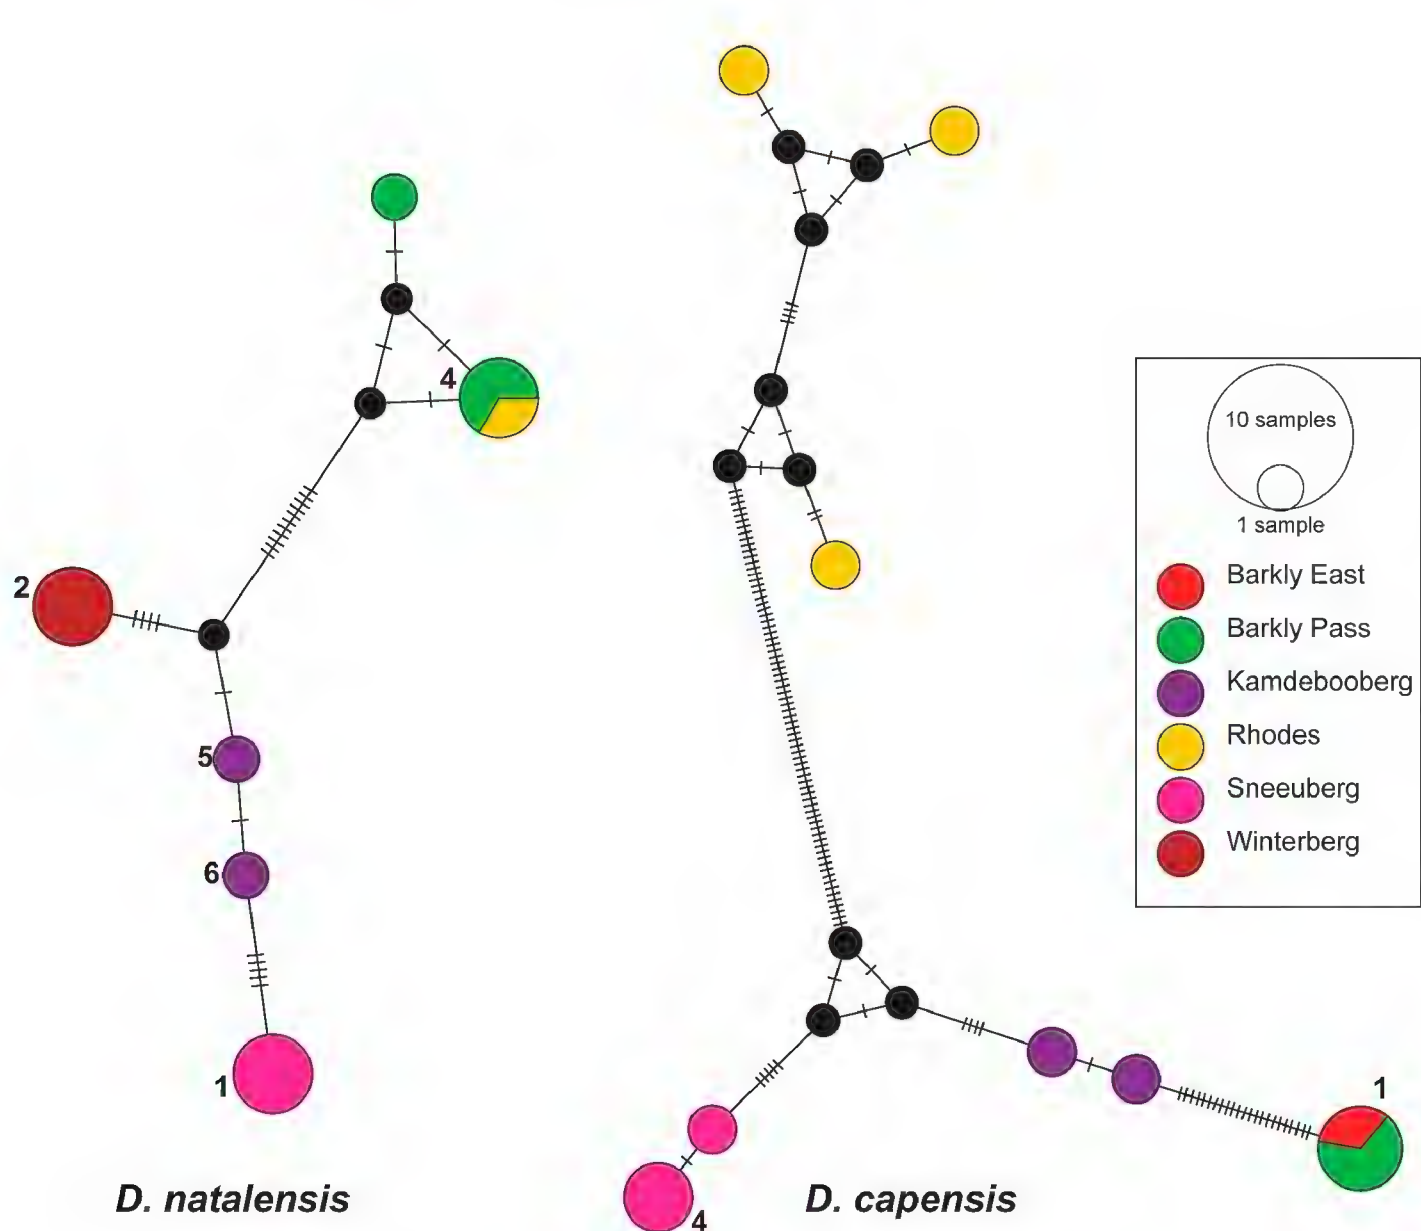 4
2
5
6
1
D. natalensis
4
1
D. capensis
10 samples
1 sample
Barkly East
Barkly Pass
Kamdebooberg
Rhodes
Sneeuberg
Winterberg